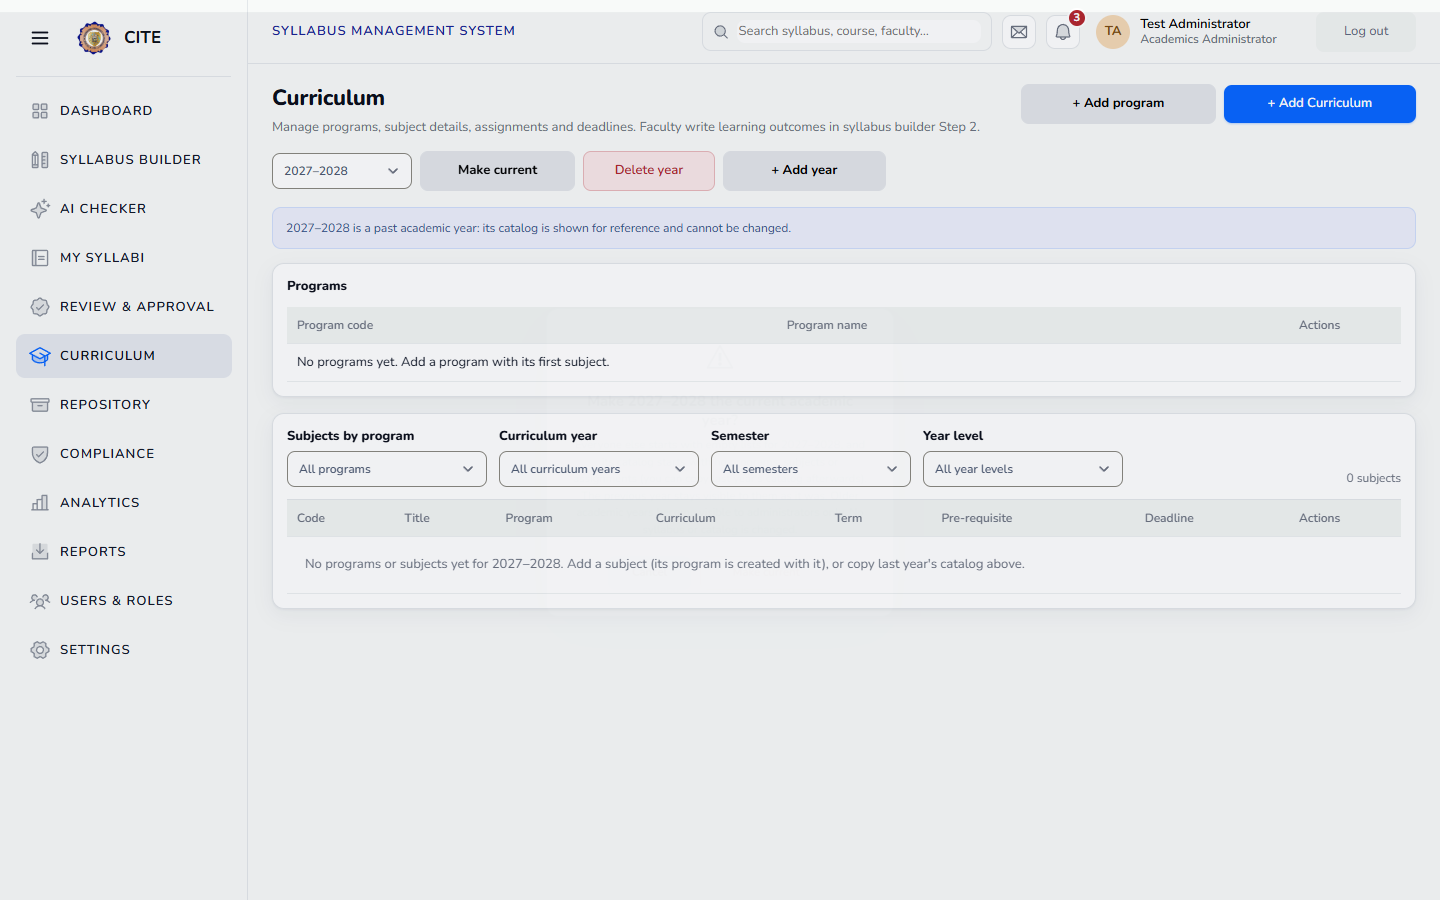 CITE
SYLLABUS MANAGEMENT SYSTEM
Search syllabus, course, faculty...
3
TA
Test Administrator
Academics Administrator
Log out
DASHBOARD
SYLLABUS BUILDER
AI CHECKER
MY SYLLABI
REVIEW & APPROVAL
CURRICULUM
REPOSITORY
COMPLIANCE
ANALYTICS
REPORTS
USERS & ROLES
SETTINGS
Curriculum
Manage programs, subject details, assignments and deadlines. Faculty write learning outcomes in syllabus builder Step 2.
+ Add program
+ Add Curriculum
2027–2028
Make current
Delete year
+ Add year
2027–2028 is a past academic year: its catalog is shown for reference and cannot be changed.
Programs
Program code Program name Actions
No programs yet. Add a program with its first subject.
Subjects by program Curriculum year Semester Year level
All programs All curriculum years All semesters All year levels
0 subjects
Code Title Program Curriculum Term Pre-requisite Deadline Actions
No programs or subjects yet for 2027–2028. Add a subject (its program is created with it), or copy last year's catalog above.